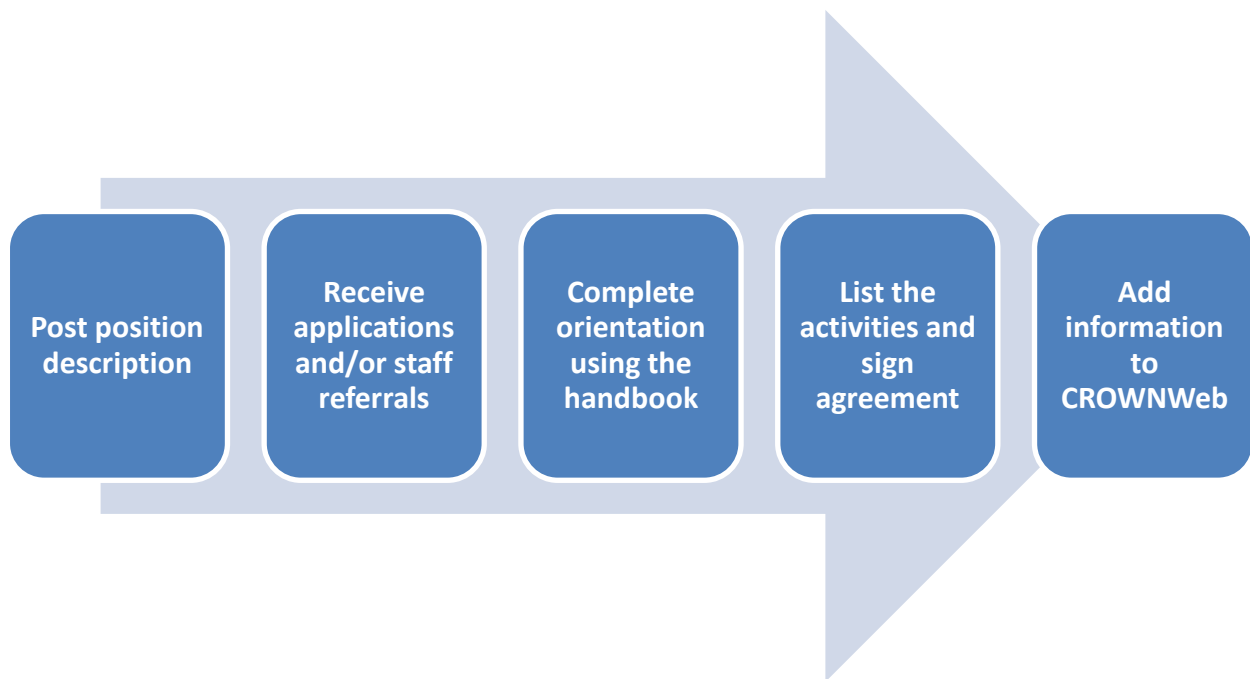 Post position
description
Receive
applications
and/or staff
referrals
Complete
orientation
using the
handbook
List the
activities and
sign
agreement
Add
information
to
CROWNWeb